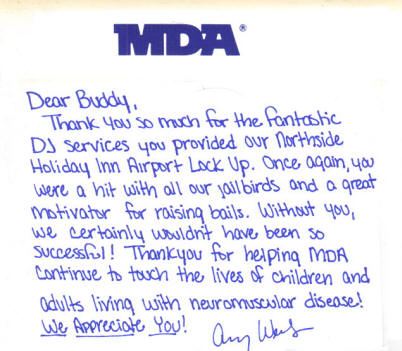 MDA®
Dear Buddy,
Thank you so much for the fantastic
DJ services you provided our Northside
Holiday Inn Airport Lock Up. Once again, you
were a hit with all our jailbirds and a great
motivator for raising bails. Without you,
we certainly wouldn't have been so
successful! Thankyou for helping MDA
continue to touch the lives of children and
adults living with neuromuscular disease!
We Appreciate You!